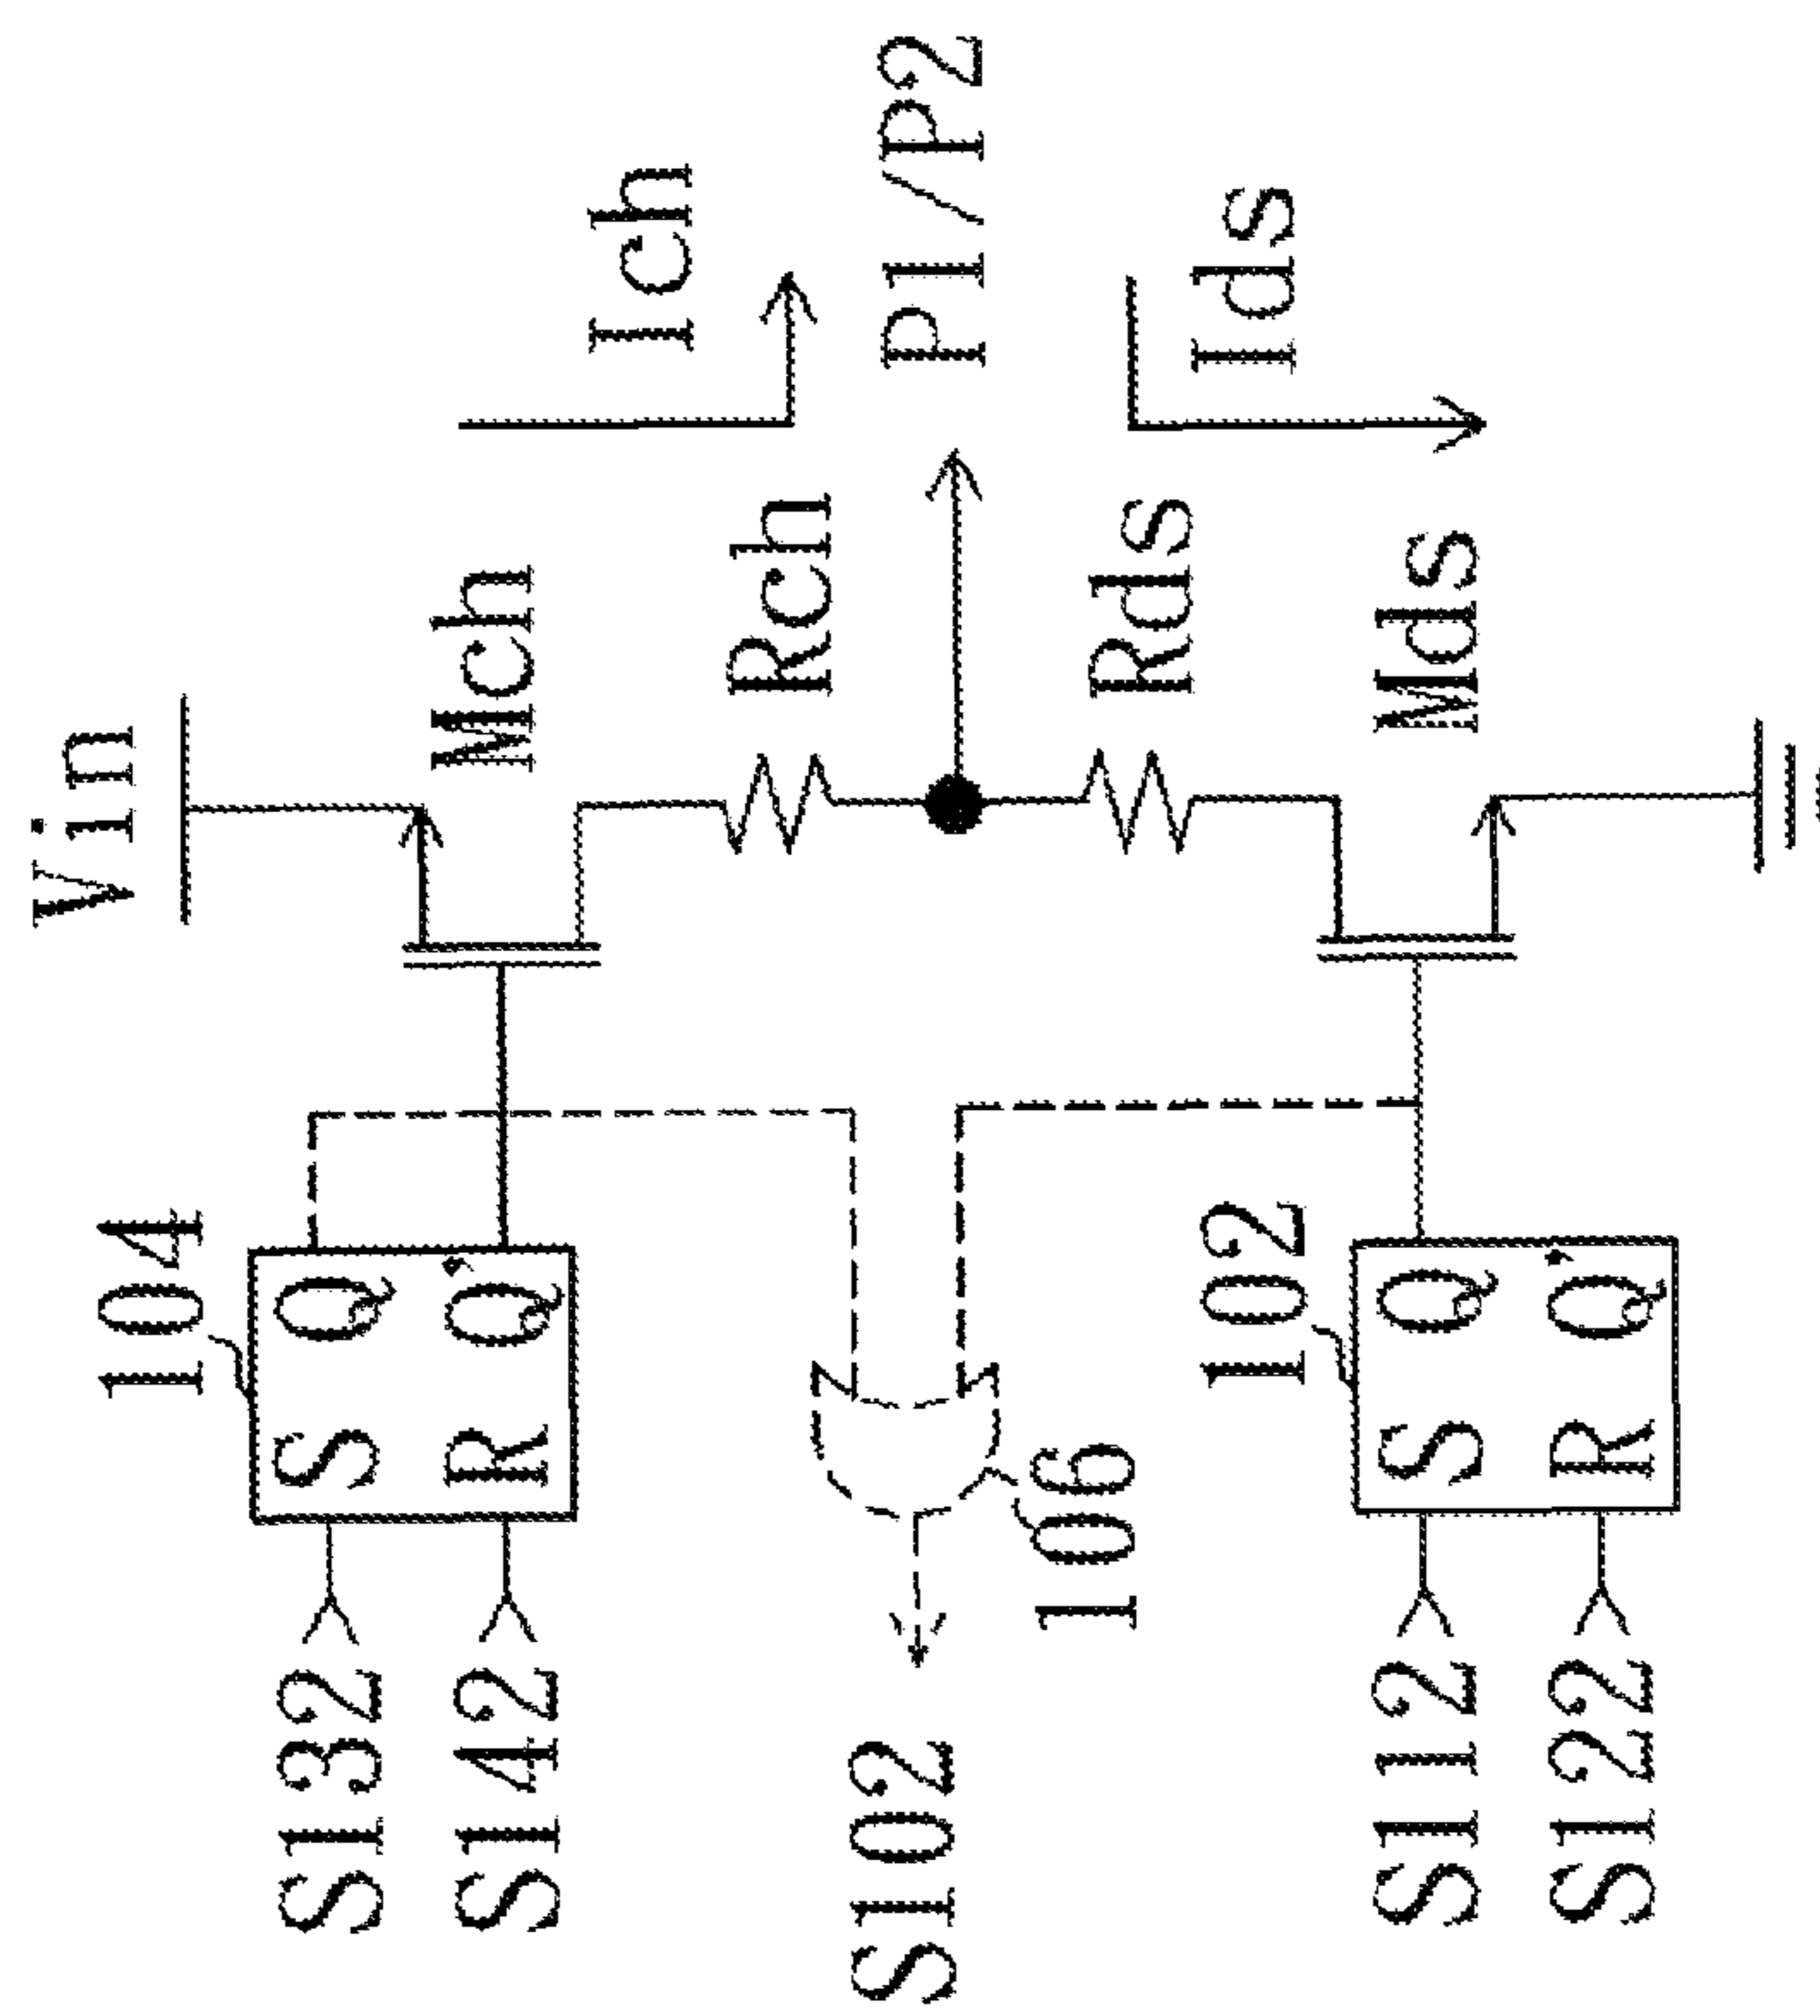 Vin
104
S132
S Q
Mch
Ich
S142
R Q'
Rch
S102
P1/P2
106
Rds
Ids
102
S112
S Q
Mds
S122
R Q'